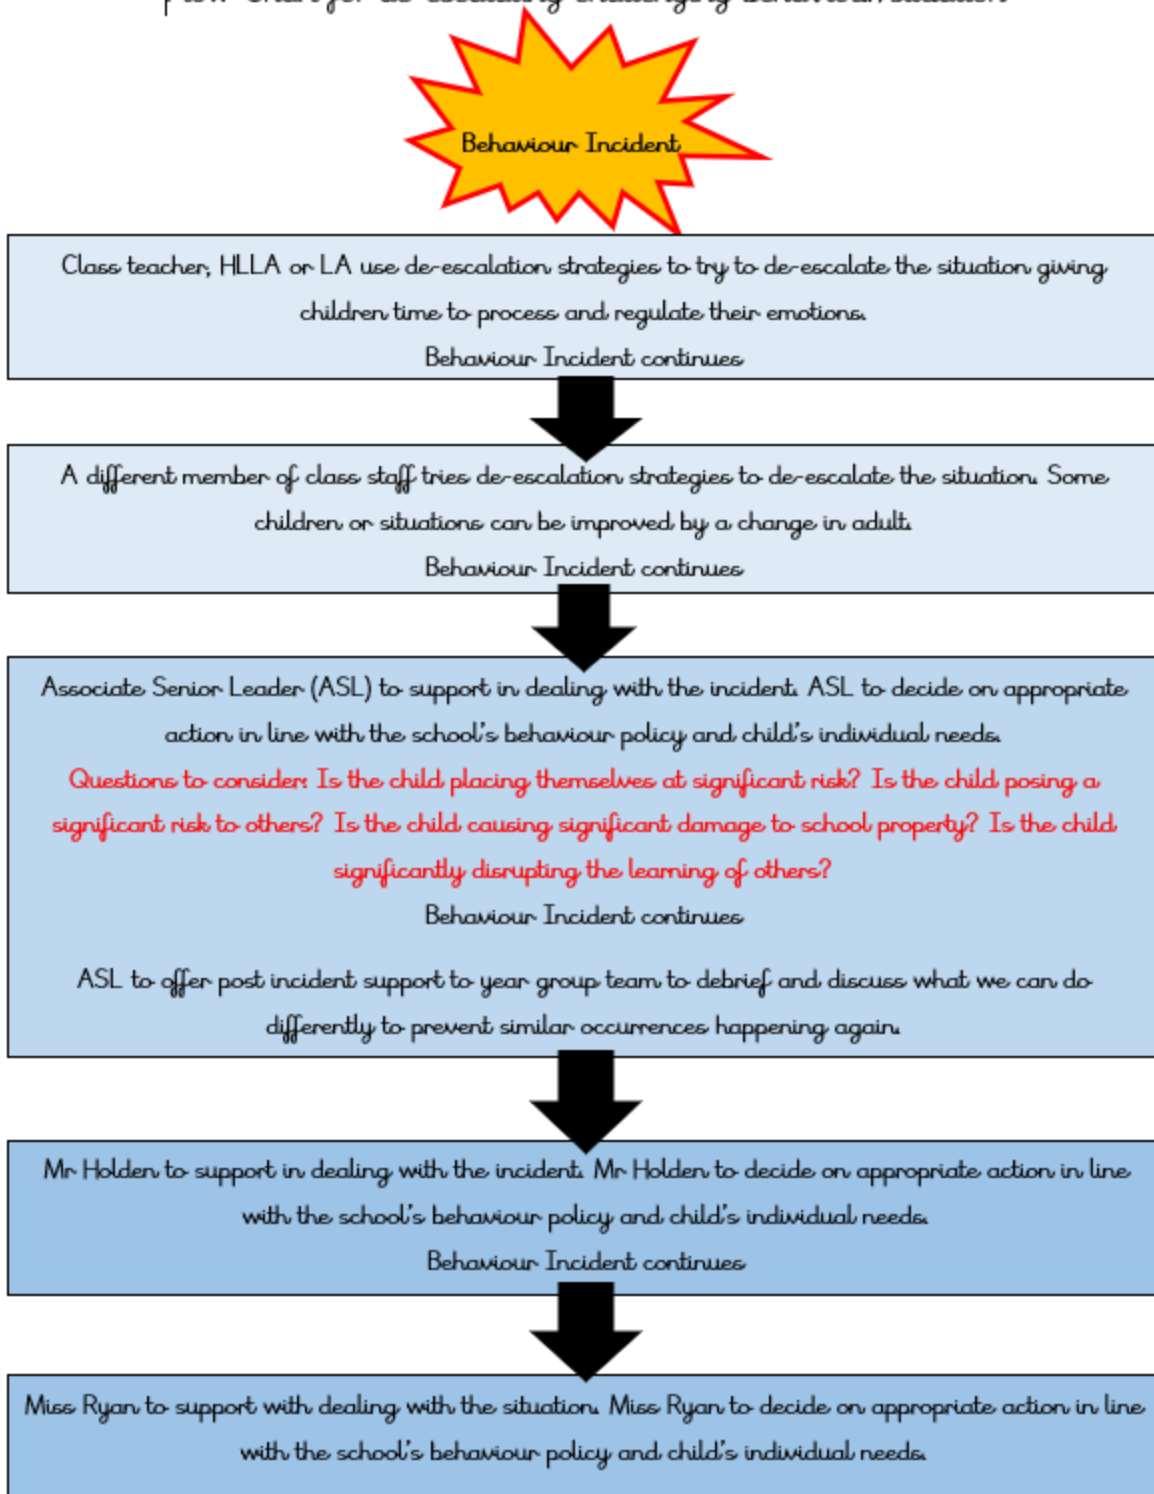 Flow Chart for de-escalating challenging behaviour situation
Behaviour Incident
Class teacher, HLLA or LA use de-escalation strategies to try to de-escalate the situation giving
children time to process and regulate their emotions.
Behaviour Incident continues
A different member of class staff tries de-escalation strategies to de-escalate the situation. Some
children or situations can be improved by a change in adult.
Behaviour Incident continues
Associate Senior Leader (ASL) to support in dealing with the incident. ASL to decide on appropriate
action in line with the school's behaviour policy and child's individual needs.
Questions to consider: Is the child placing themselves at significant risk? Is the child posing a
significant risk to others? Is the child causing significant damage to school property? Is the child
significantly disrupting the learning of others?
Behaviour Incident continues
ASL to offer post incident support to year group team to debrief and discuss what we can do
differently to prevent similar occurrences happening again.
Mr Holden to support in dealing with the incident. Mr Holden to decide on appropriate action in line
with the school's behaviour policy and child's individual needs.
Behaviour Incident continues
Miss Ryan to support with dealing with the situation. Miss Ryan to decide on appropriate action in line
with the school's behaviour policy and child's individual needs.